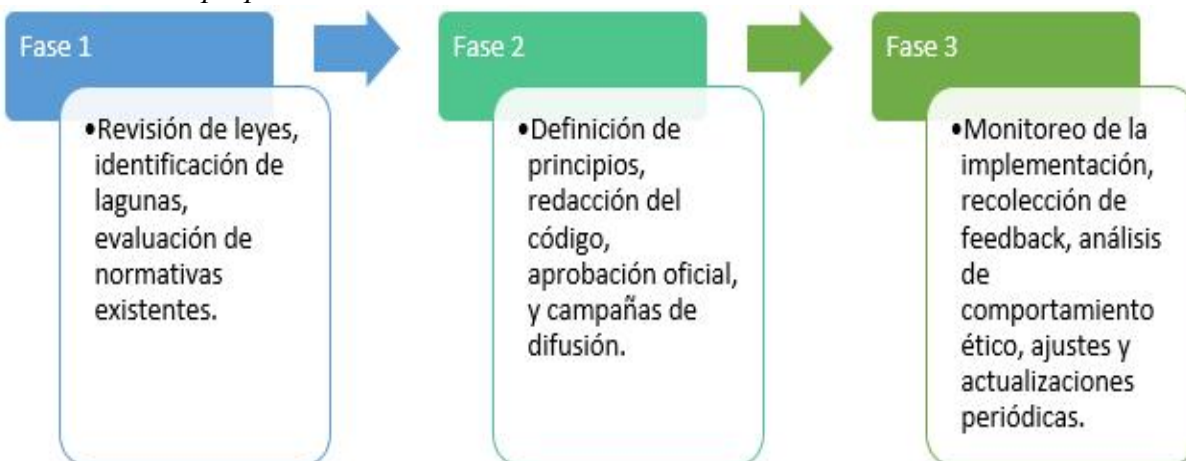 Fase 1
•Revisión de leyes,
identificación de
lagunas,
evaluación de
normativas
existentes.
Fase 2
•Definición de
principios,
redacción del
código,
aprobación oficial,
y campañas de
difusión.
Fase 3
•Monitoreo de la
implementación,
recolección de
feedback, análisis
de
comportamiento
ético, ajustes y
actualizaciones
periódicas.